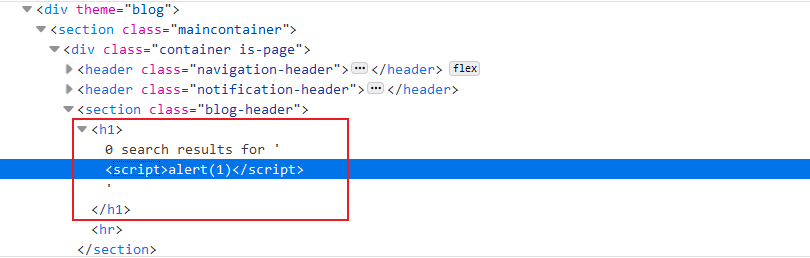 <div theme="blog">
<section class="maincontainer">
<div class="container is-page">
<header class="navigation-header">⋯</header> flex
<header class="notification-header">⋯</header>
<section class="blog-header">
<h1>
0 search results for '
<script>alert(1)</script>
'
</h1>
<hr>
</section>